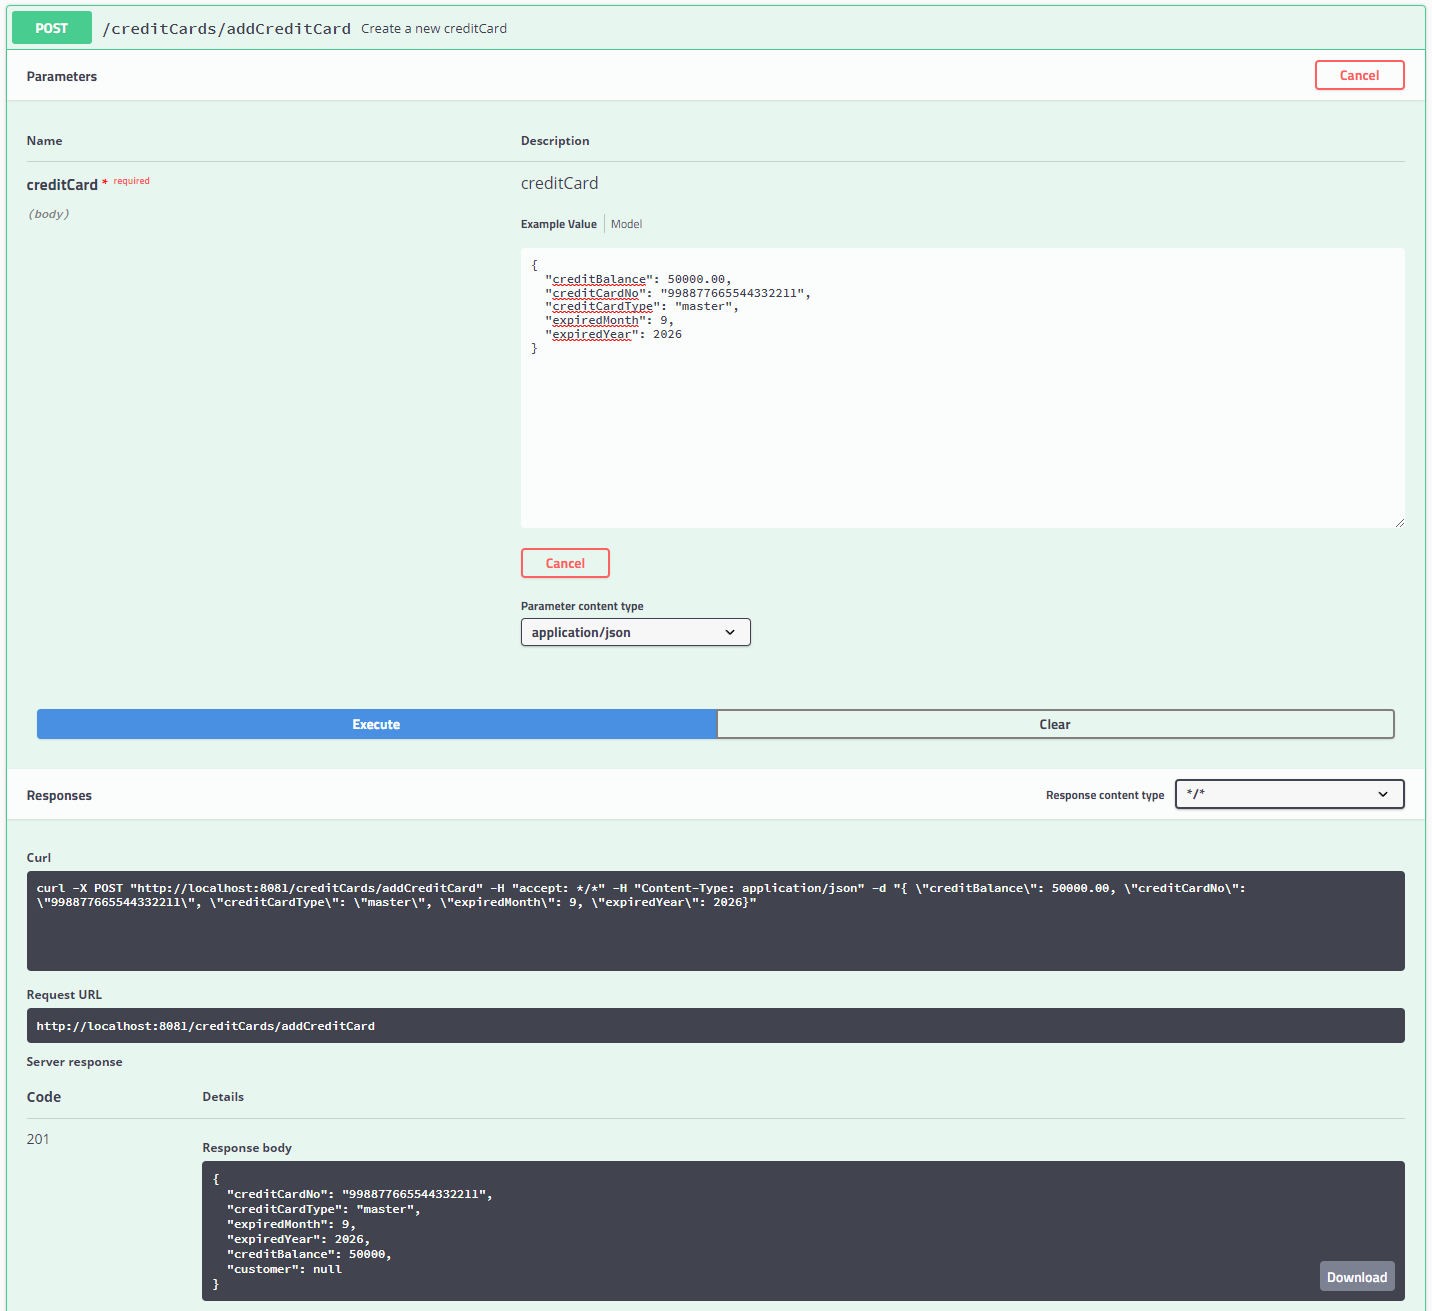 POST /creditCards/addCreditCard Create a new creditCard
Parameters
Cancel
Name Description
creditCard * required
(body)
creditCard
Example Value Model
{
"creditBalance": 50000.00,
"creditCardNo": "998877665544332211",
"creditCardType": "master",
"expiredMonth": 9,
"expiredYear": 2026
}
Cancel
Parameter content type
application/json
Execute Clear
Responses
Response content type */*
Curl
curl -X POST "http://localhost:8081/creditCards/addCreditCard" -H "accept: */*" -H "Content-Type: application/json" -d "{ \"creditBalance\": 50000.00, \"creditCardNo\":
\"998877665544332211\", \"creditCardType\": \"master\", \"expiredMonth\": 9, \"expiredYear\": 2026}"
Request URL
http://localhost:8081/creditCards/addCreditCard
Server response
Code Details
201
Response body
{
"creditCardNo": "998877665544332211",
"creditCardType": "master",
"expiredMonth": 9,
"expiredYear": 2026,
"creditBalance": 50000,
"customer": null
}
Download